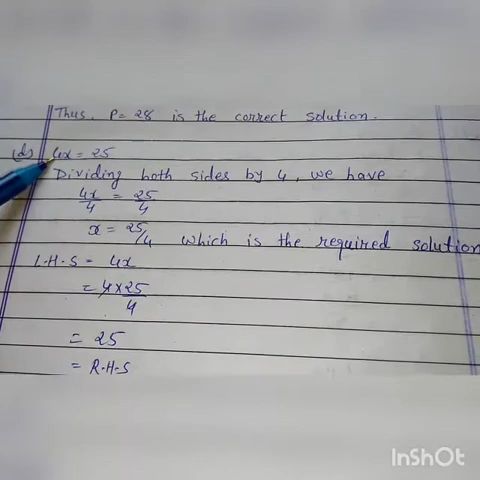 Thus, P = 28 is the correct solution.
(d) 4x = 25
Dividing both sides by 4, we have
4x/4 = 25/4
x = 25/4 which is the required solution
L.H.S = 4x
= 4 × 25/4
= 25
= R.H.S
InShOt